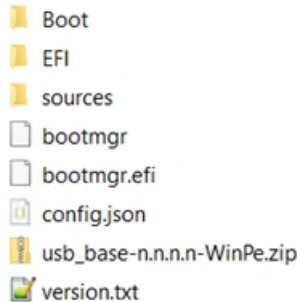 Boot
EFI
sources
bootmgr
bootmgr.efi
config.json
usb_base-n.n.n.n-WinPe.zip
version.txt